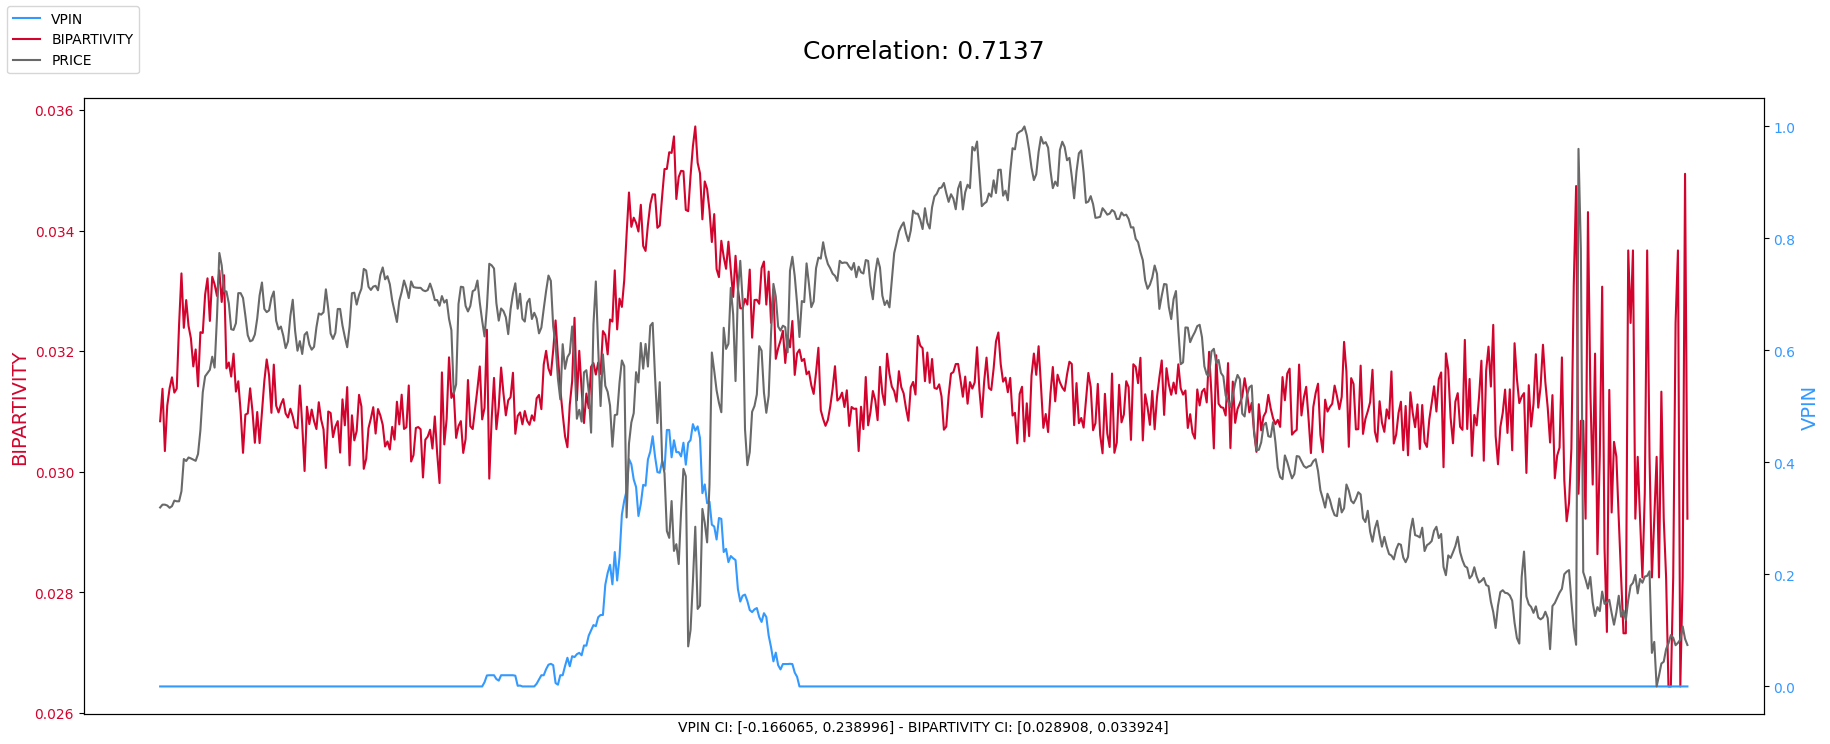 VPIN
BIPARTIVITY
PRICE
Correlation: 0.7137
0.036
0.034
0.032
0.030
0.028
0.026
BIPARTIVITY
1.0
0.8
0.6
0.4
0.2
0.0
VPIN
VPIN CI: [-0.166065, 0.238996] - BIPARTIVITY CI: [0.028908, 0.033924]